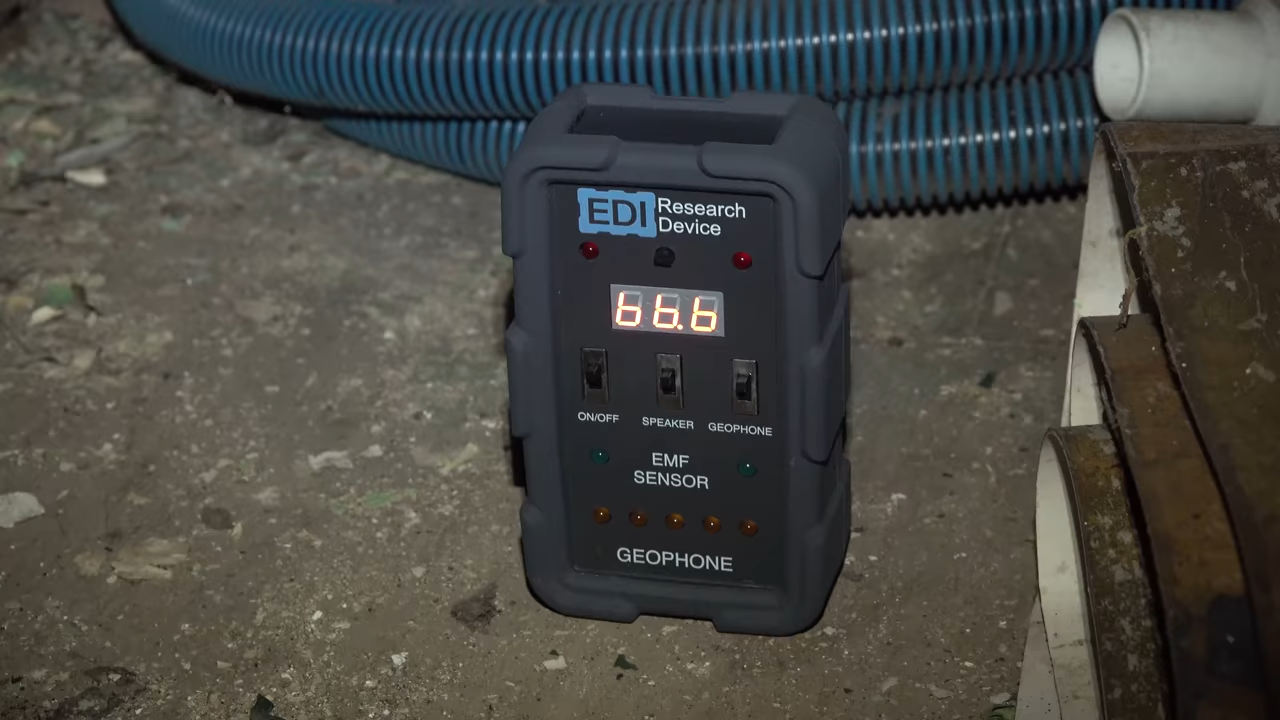 EDI Research
Device
66.6
ON/OFF SPEAKER GEOPHONE
EMF
SENSOR
GEOPHONE